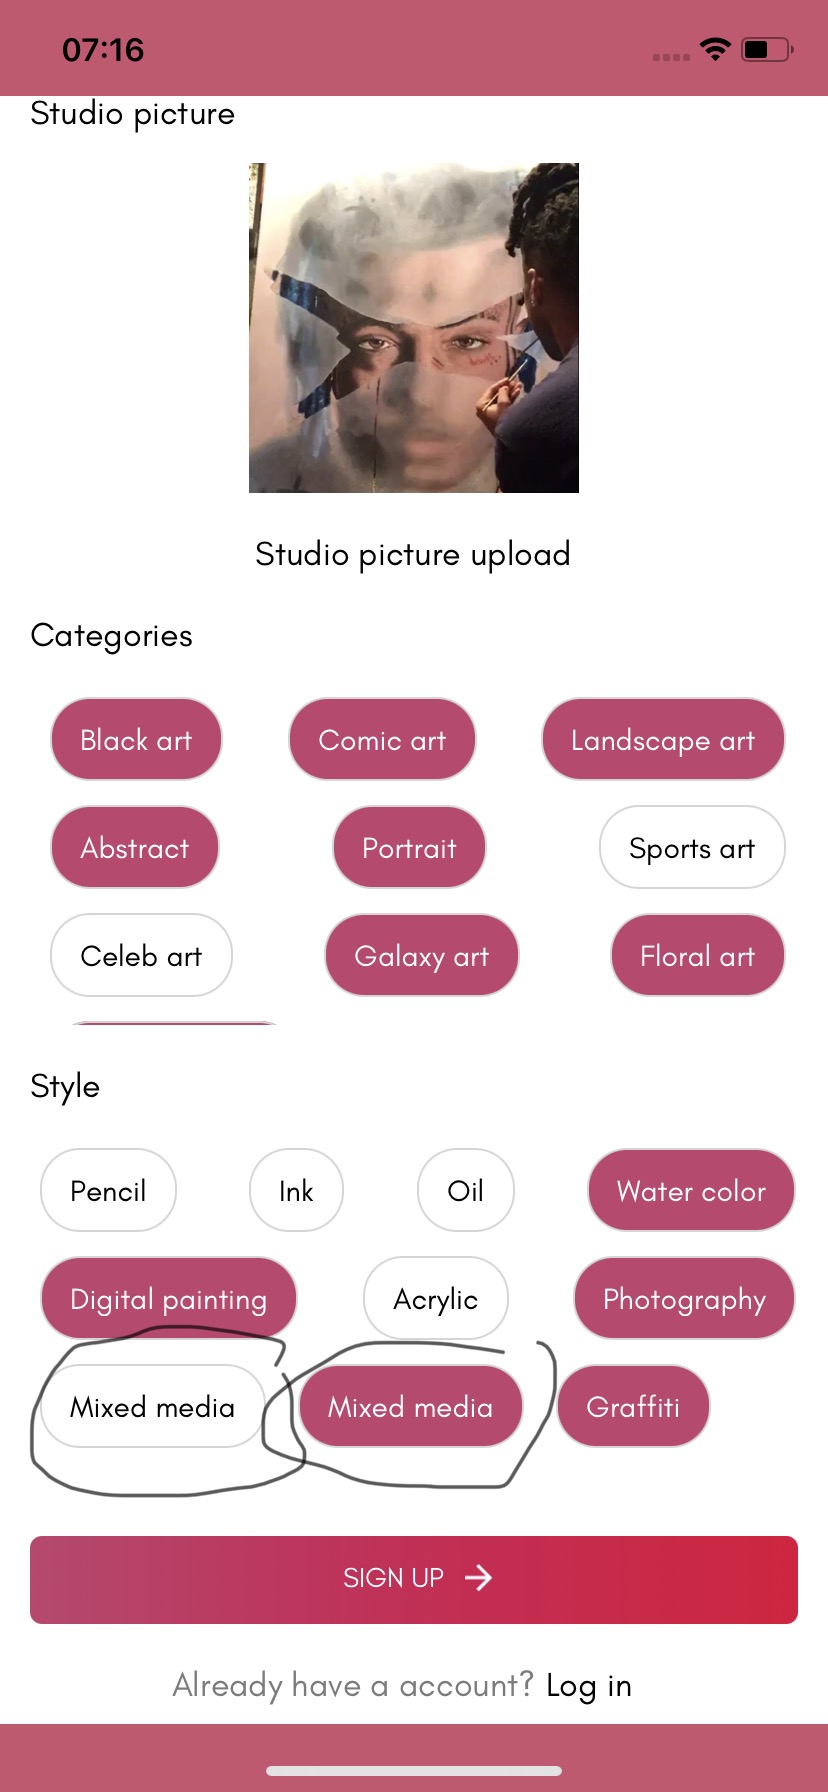 07:16
Studio picture
Studio picture upload
Categories
Black art Comic art Landscape art
Abstract Portrait Sports art
Celeb art Galaxy art Floral art
Style
Pencil Ink Oil Water color
Digital painting Acrylic Photography
Mixed media Mixed media Graffiti
SIGN UP →
Already have a account? Log in